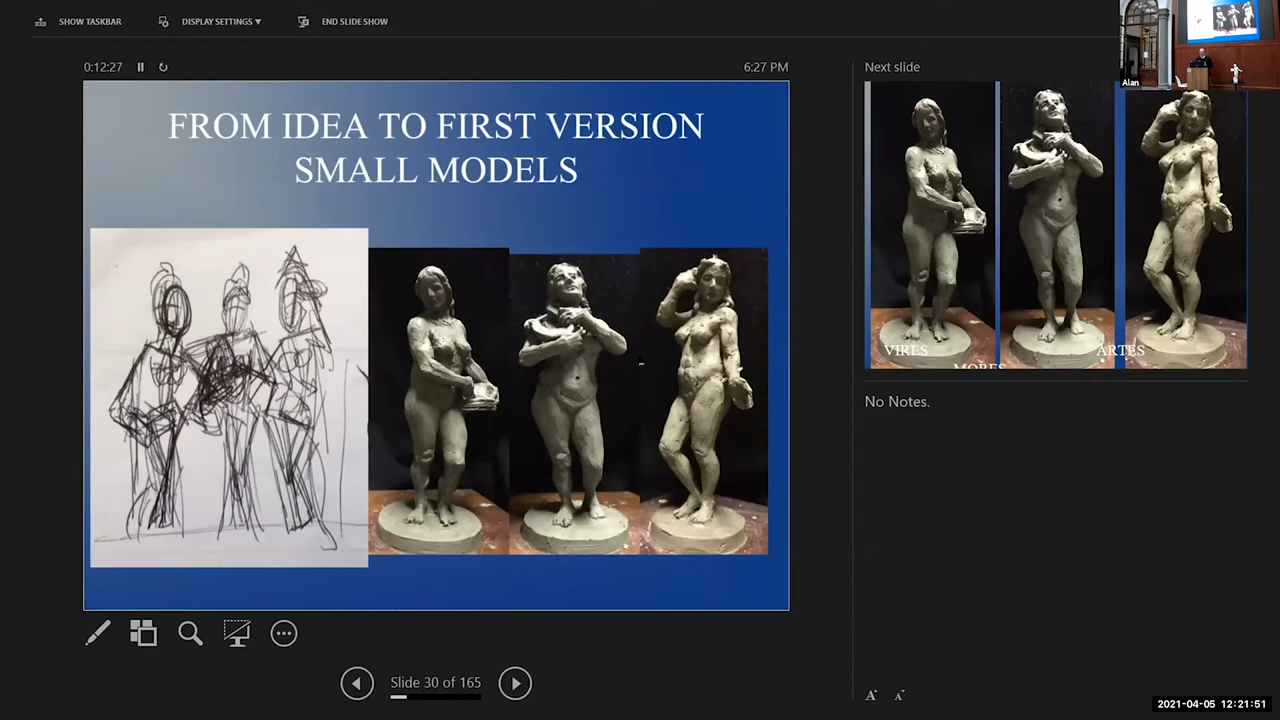 SHOW TASKBAR
DISPLAY SETTINGS ▼
END SLIDE SHOW
Alan
0:12:27
6:27 PM
Next slide
FROM IDEA TO FIRST VERSION
SMALL MODELS
VIRES
ARTES
MORES
No Notes.
Slide 30 of 165
A A
2021-04-05 12:21:51